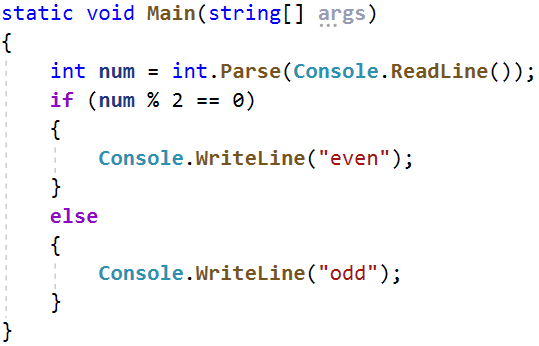 static void Main(string[] args)
{
    int num = int.Parse(Console.ReadLine());
    if (num % 2 == 0)
    {
        Console.WriteLine("even");
    }
    else
    {
        Console.WriteLine("odd");
    }
}